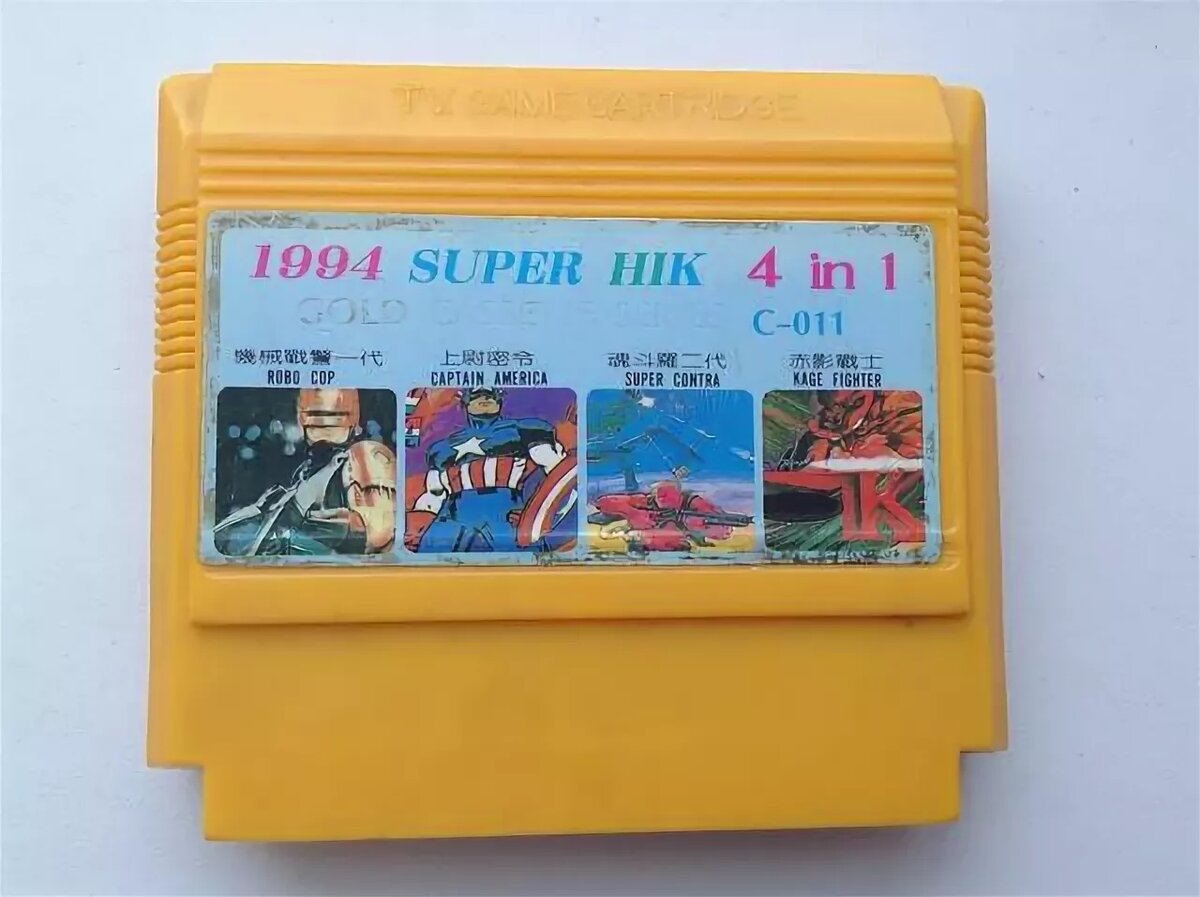 TV GAME CARTRIDGE
1994 SUPER HIK 4 in 1
GOLD
C-011
機械戰警一代 上尉密令 魂斗羅二代 赤影戰士
ROBO COP CAPTAIN AMERICA SUPER CONTRA KAGE FIGHTER
K